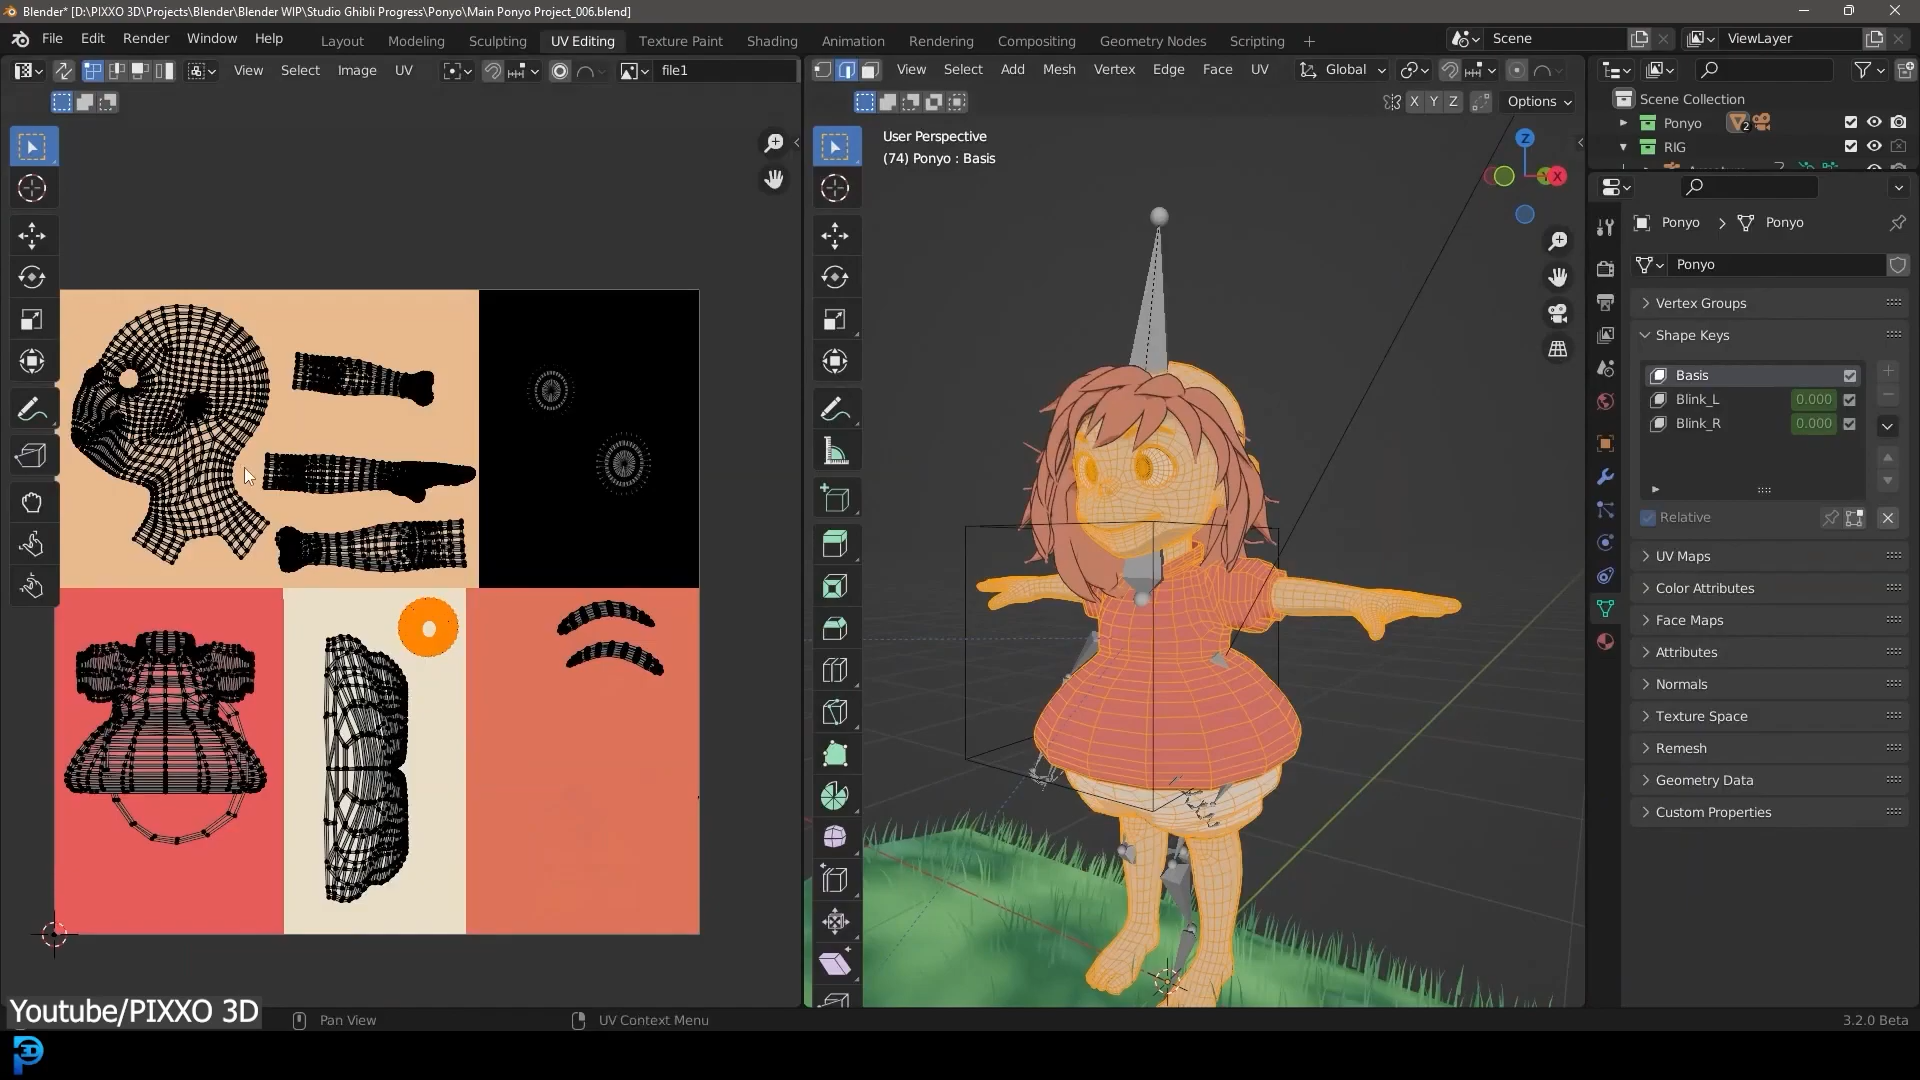 Blender* [D:\PIXXO 3D\Projects\Blender\Blender WIP\Studio Ghibli Progress\Ponyo\Main Ponyo Project_006.blend]
File Edit Render Window Help Layout Modeling Sculpting UV Editing Texture Paint Shading Animation Rendering Compositing Geometry Nodes Scripting + Scene ViewLayer
View Select Image UV file1 View Select Add Mesh Vertex Edge Face UV Global
X Y Z Options Scene Collection
User Perspective
(74) Ponyo : Basis
Z
X
Ponyo 2
RIG
Ponyo > Ponyo
Ponyo
Vertex Groups
Shape Keys
Basis
Blink_L 0.000
Blink_R 0.000
Relative
UV Maps
Color Attributes
Face Maps
Attributes
Normals
Texture Space
Remesh
Geometry Data
Custom Properties
Youtube/PIXXO 3D
Pan View UV Context Menu 3.2.0 Beta
3D